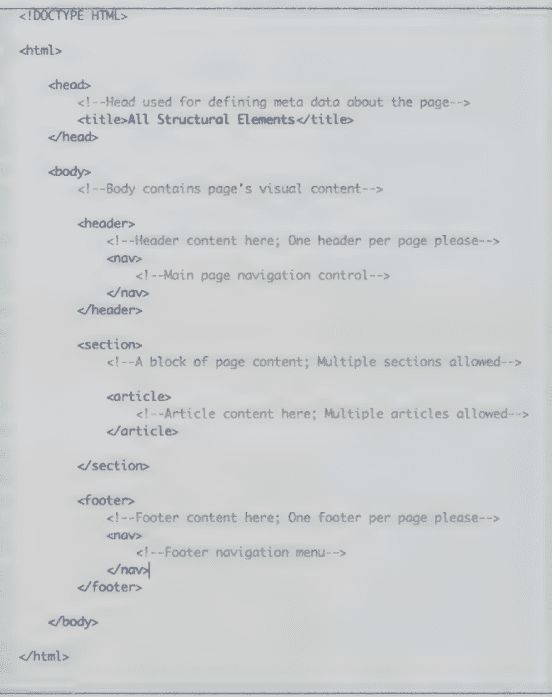 <!DOCTYPE HTML>
<html>
<head>
<!--Head used for defining meta data about the page-->
<title>All Structural Elements</title>
</head>
<body>
<!--Body contains page's visual content-->
<header>
<!--Header content here; One header per page please-->
<nav>
<!--Main page navigation control-->
</nav>
</header>
<section>
<!--A block of page content; Multiple sections allowed-->
<article>
<!--Article content here; Multiple articles allowed-->
</article>
</section>
<footer>
<!--Footer content here; One footer per page please-->
<nav>
<!--Footer navigation menu-->
</nav>
</footer>
</body>
</html>